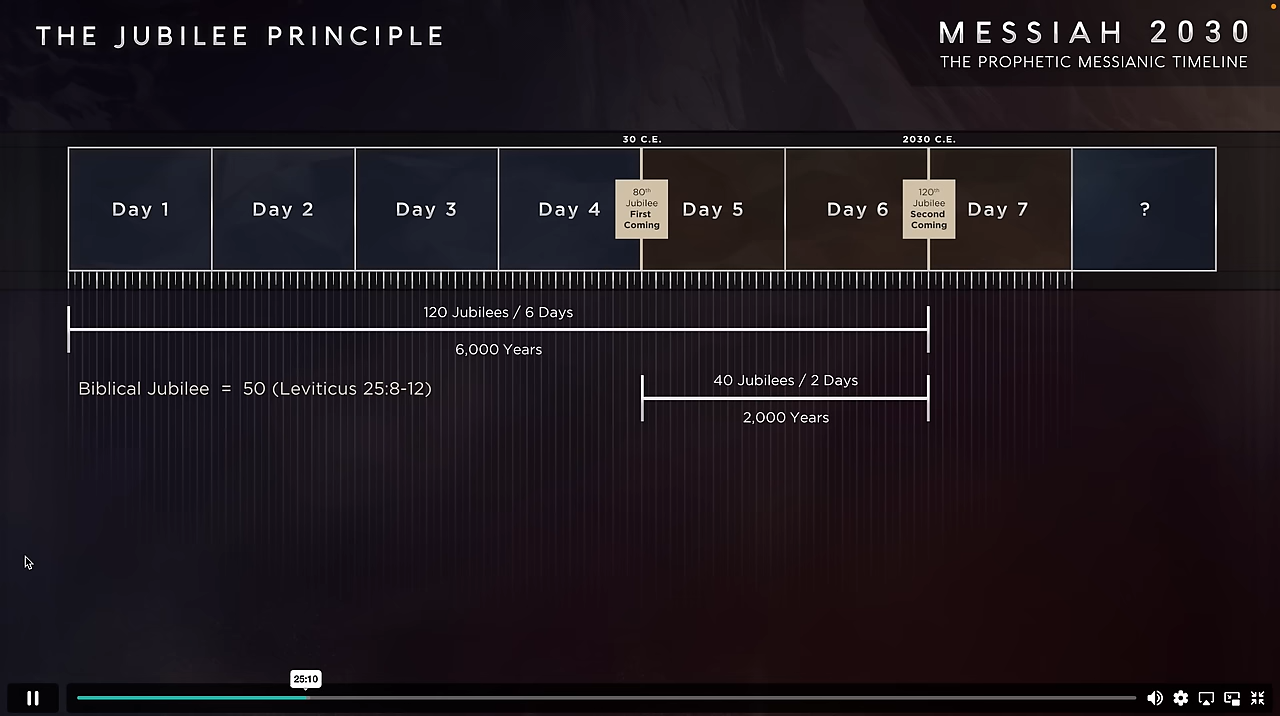 THE JUBILEE PRINCIPLE
MESSIAH 2030
THE PROPHETIC MESSIANIC TIMELINE
30 C.E.
2030 C.E.
Day 1
Day 2
Day 3
Day 4
80th
Jubilee
First
Coming
Day 5
Day 6
120th
Jubilee
Second
Coming
Day 7
?
120 Jubilees / 6 Days
6,000 Years
Biblical Jubilee = 50 (Leviticus 25:8-12)
40 Jubilees / 2 Days
2,000 Years
25:10